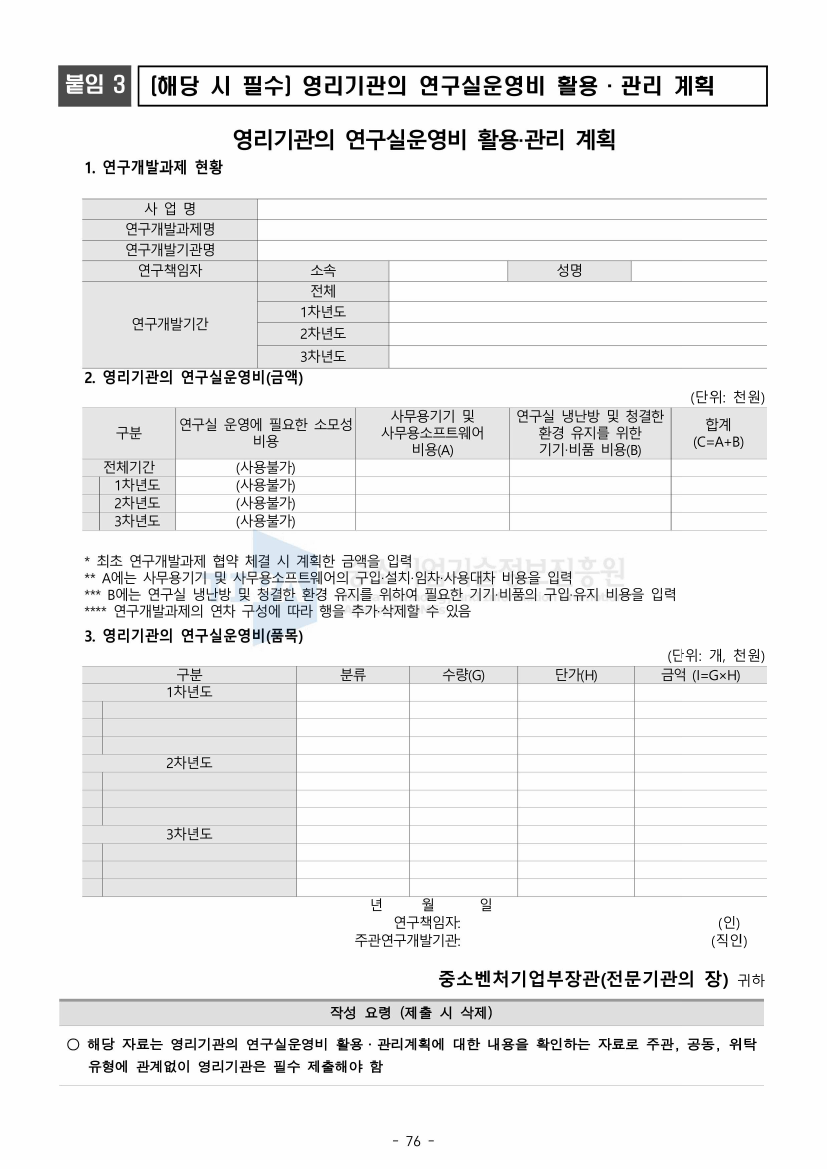 붙임 3
[해당 시 필수] 영리기관의 연구실운영비 활용·관리 계획
영리기관의 연구실운영비 활용·관리 계획
1. 연구개발과제 현황
사 업 명
연구개발과제명
연구개발기관명
연구책임자 소속 성명
연구개발기간
전체
1차년도
2차년도
3차년도
2. 영리기관의 연구실운영비(금액)
(단위: 천원)
구분
연구실 운영에 필요한 소모성
비용
사무용기기 및
사무용소프트웨어
비용(A)
연구실 냉난방 및 청결한
환경 유지를 위한
기기·비품 비용(B)
합계
(C=A+B)
전체기간 (사용불가)
1차년도 (사용불가)
2차년도 (사용불가)
3차년도 (사용불가)
* 최초 연구개발과제 협약 체결 시 계획한 금액을 입력
** A에는 사무용기기 및 사무용소프트웨어의 구입·설치·임차·사용대차 비용을 입력
*** B에는 연구실 냉난방 및 청결한 환경 유지를 위하여 필요한 기기·비품의 구입·유지 비용을 입력
**** 연구개발과제의 연차 구성에 따라 행을 추가·삭제할 수 있음
3. 영리기관의 연구실운영비(품목)
(단위: 개, 천원)
구분 분류 수량(G) 단가(H) 금액 (I=G×H)
1차년도
2차년도
3차년도
년 월 일
연구책임자: (인)
주관연구개발기관: (직인)
중소벤처기업부장관(전문기관의 장) 귀하
작성 요령 (제출 시 삭제)
○ 해당 자료는 영리기관의 연구실운영비 활용·관리계획에 대한 내용을 확인하는 자료로 주관, 공동, 위탁
유형에 관계없이 영리기관은 필수 제출해야 함
- 76 -